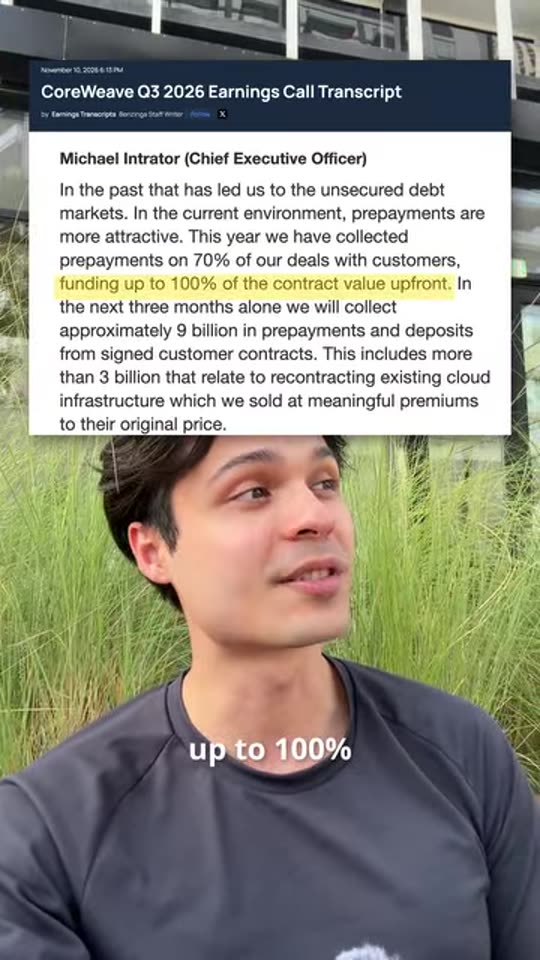 November 10, 2026 6:13 PM
CoreWeave Q3 2026 Earnings Call Transcript
by Earnings Transcripts Benzinga Staff Writer Follow X
Michael Intrator (Chief Executive Officer)
In the past that has led us to the unsecured debt
markets. In the current environment, prepayments are
more attractive. This year we have collected
prepayments on 70% of our deals with customers,
funding up to 100% of the contract value upfront. In
the next three months alone we will collect
approximately 9 billion in prepayments and deposits
from signed customer contracts. This includes more
than 3 billion that relate to recontracting existing cloud
infrastructure which we sold at meaningful premiums
to their original price.
up to 100%